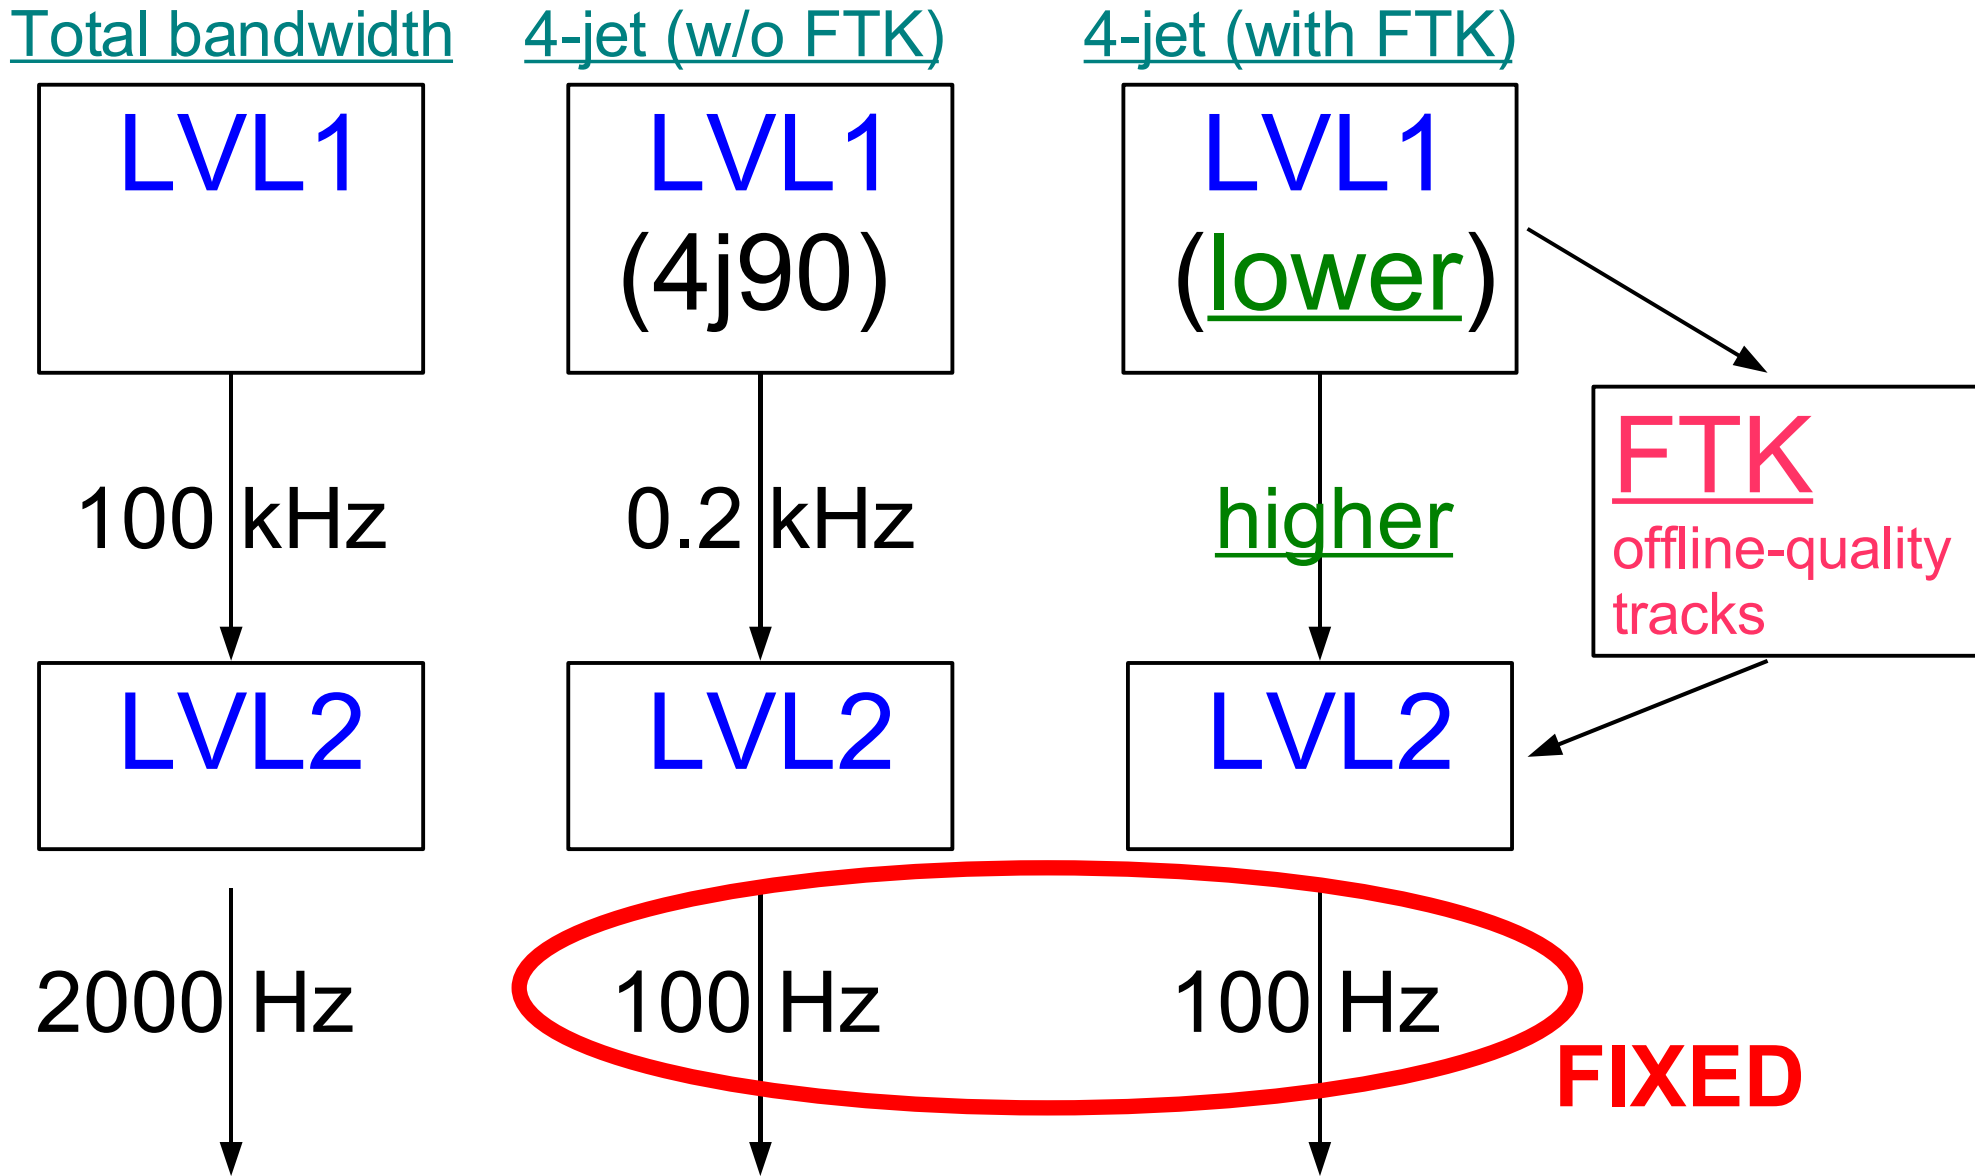 Total bandwidth
4-jet (w/o FTK)
4-jet (with FTK)
LVL1
LVL1
(4j90)
LVL1
(lower)
100 kHz
0.2 kHz
higher
FTK
offline-quality
tracks
LVL2
LVL2
LVL2
2000 Hz
100 Hz
100 Hz
FIXED